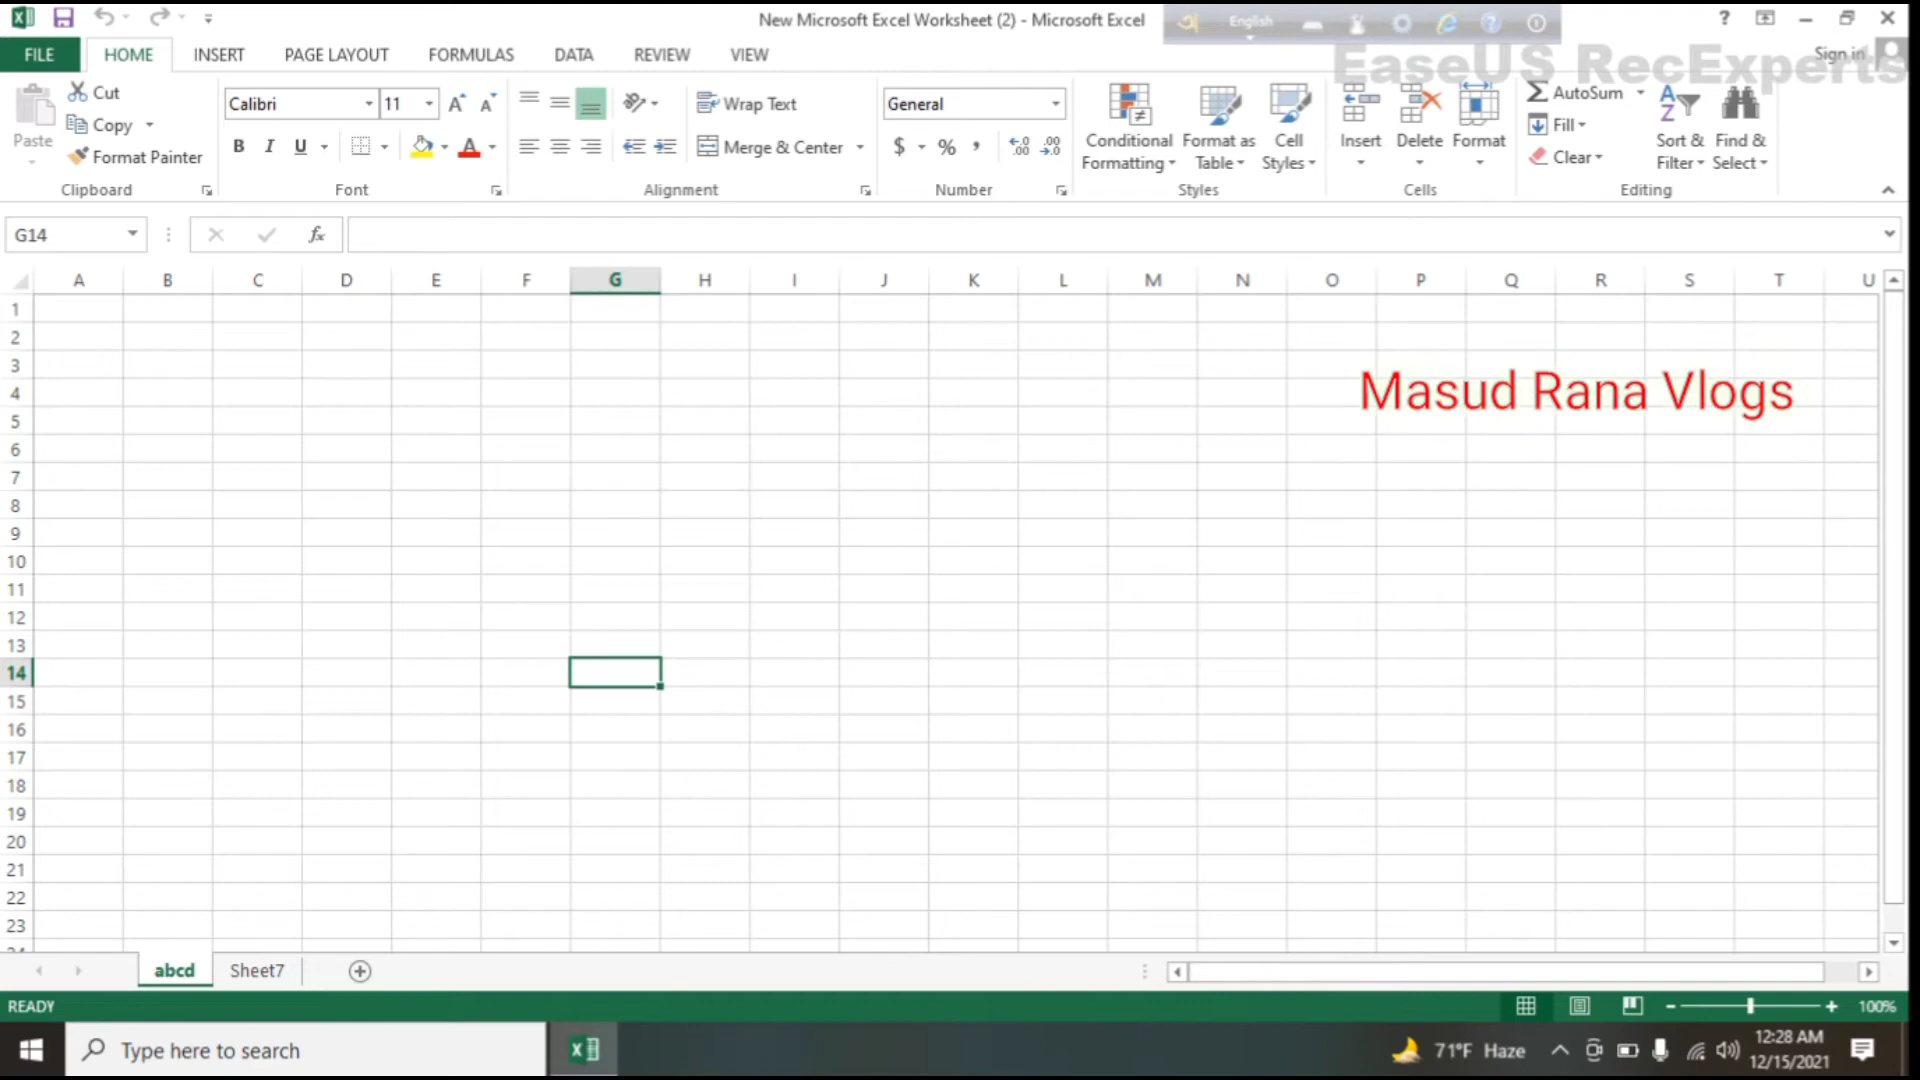 New Microsoft Excel Worksheet (2) - Microsoft Excel
English
EaseUS RecExperts
FILE HOME INSERT PAGE LAYOUT FORMULAS DATA REVIEW VIEW
Sign in
Paste
Cut
Copy
Format Painter
Clipboard
Calibri 11
B I U
Font
Wrap Text
Merge & Center
Alignment
General
$ % ,
Number
Conditional Formatting
Format as Table
Cell Styles
Styles
Insert
Delete
Format
Cells
AutoSum
Fill
Clear
Sort & Filter
Find & Select
Editing
G14
fx
A B C D E F G H I J K L M N O P Q R S T U
1
2
3
4
5
6
7
8
9
10
11
12
13
14
15
16
17
18
19
20
21
22
23
Masud Rana Vlogs
abcd Sheet7
READY
100%
Type here to search
71°F Haze
12:28 AM
12/15/2021